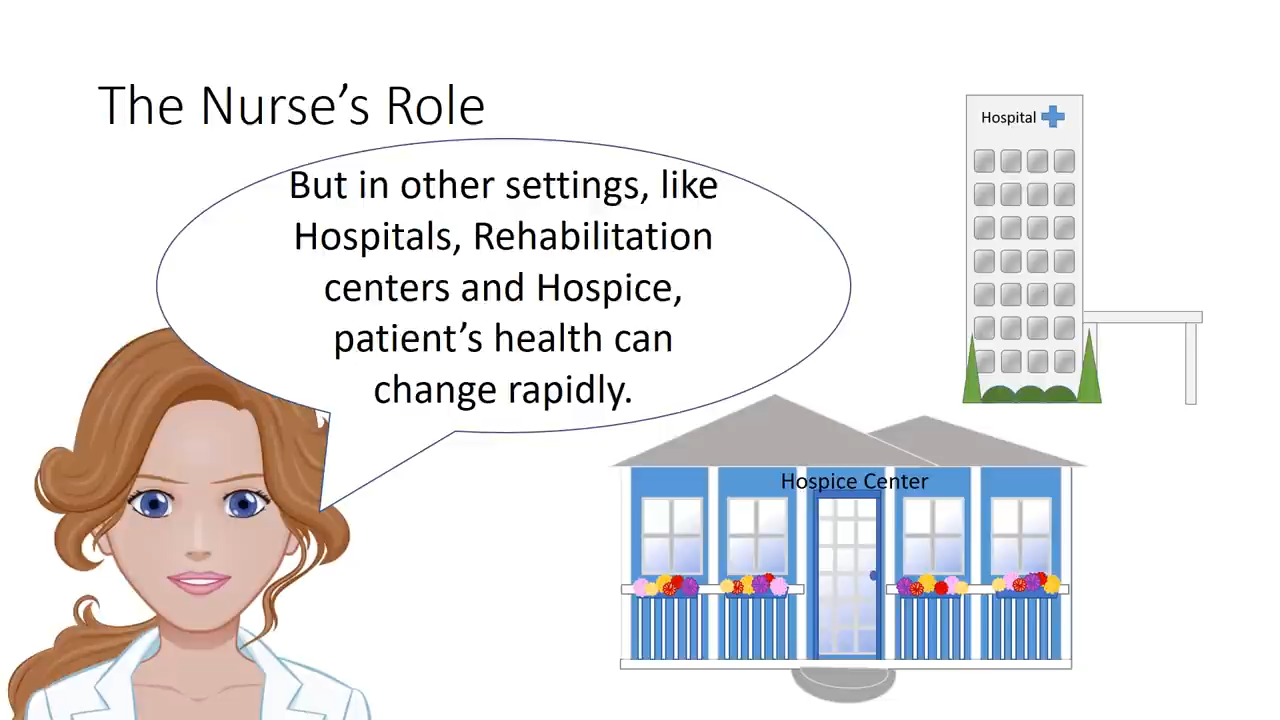 The Nurse’s Role
But in other settings, like
Hospitals, Rehabilitation
centers and Hospice,
patient’s health can
change rapidly.
Hospital
Hospice Center